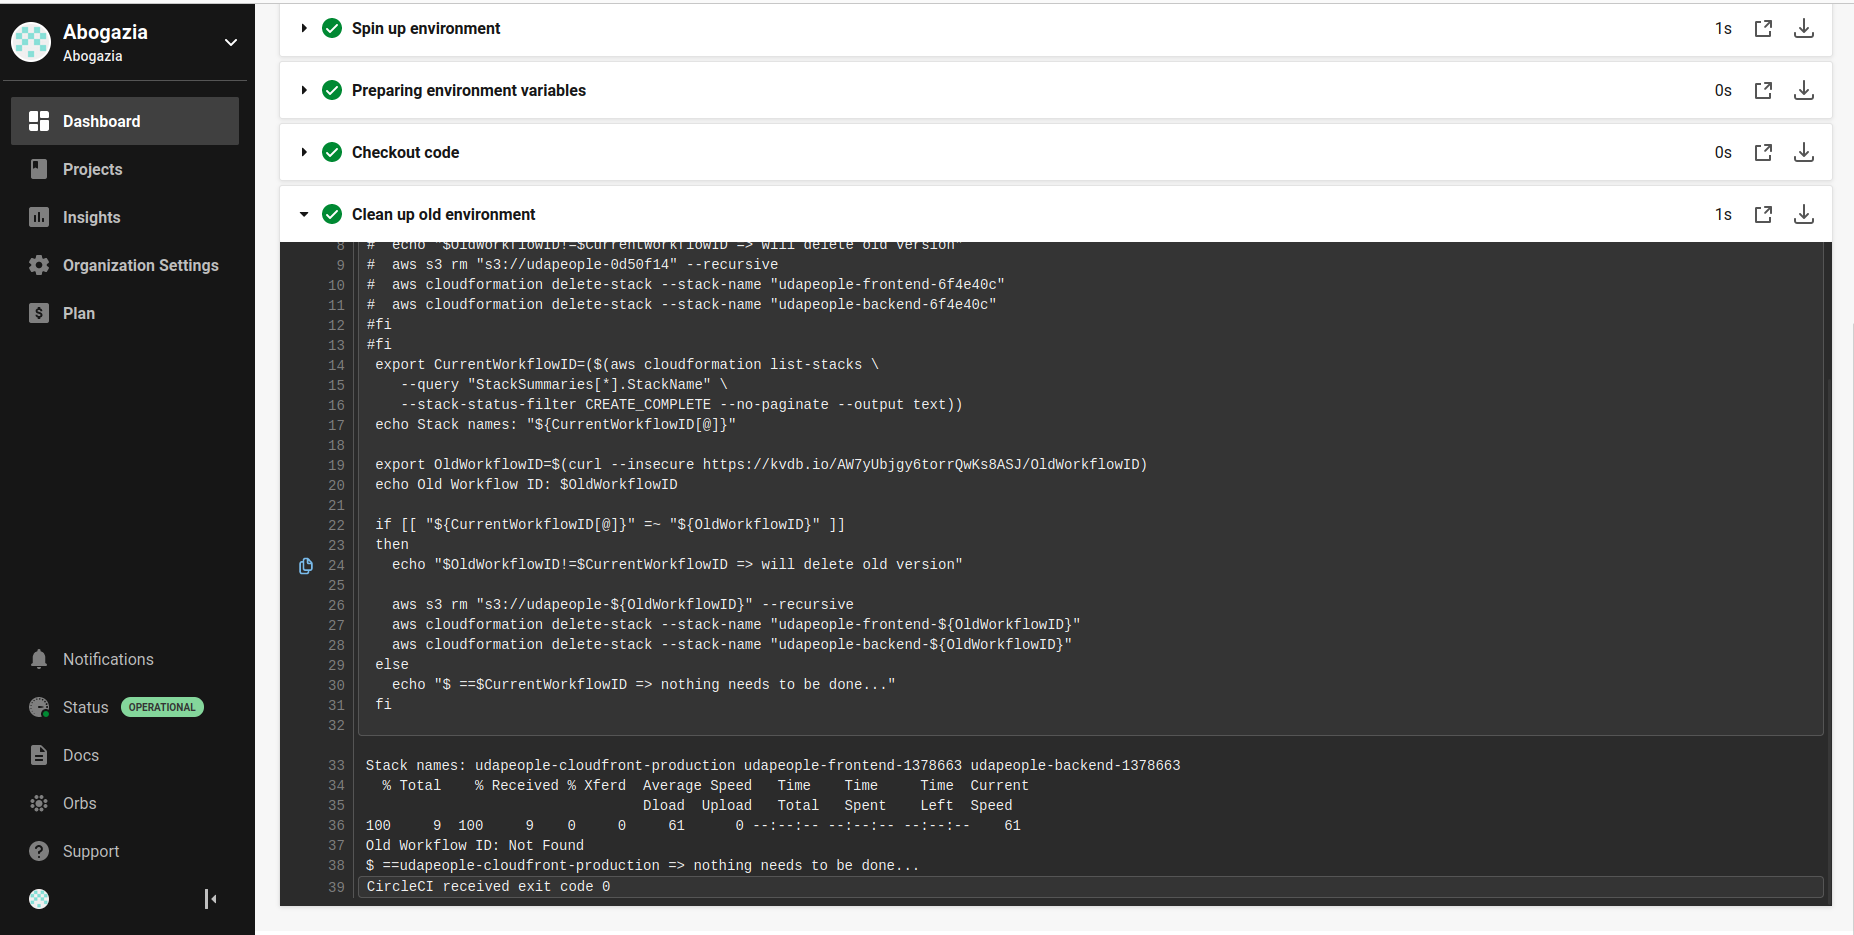 Abogazia
Abogazia
Dashboard
Projects
Insights
Organization Settings
Plan
Notifications
Status OPERATIONAL
Docs
Orbs
Support
Spin up environment 1s
Preparing environment variables 0s
Checkout code 0s
Clean up old environment 1s
8 #  echo "$OldWorkflowID!=$CurrentWorkflowID => will delete old version"
9 #  aws s3 rm "s3://udapeople-0d50f14" --recursive
10 #  aws cloudformation delete-stack --stack-name "udapeople-frontend-6f4e40c"
11 #  aws cloudformation delete-stack --stack-name "udapeople-backend-6f4e40c"
12 #fi
13 #fi
14 export CurrentWorkflowID=($(aws cloudformation list-stacks \
15 --query "StackSummaries[*].StackName" \
16 --stack-status-filter CREATE_COMPLETE --no-paginate --output text))
17 echo Stack names: "${CurrentWorkflowID[@]}"
18
19 export OldWorkflowID=$(curl --insecure https://kvdb.io/AW7yUbjgy6torrQwKs8ASJ/OldWorkflowID)
20 echo Old Workflow ID: $OldWorkflowID
21
22 if [[ "${CurrentWorkflowID[@]}" =~ "${OldWorkflowID}" ]]
23 then
24 echo "$OldWorkflowID!=$CurrentWorkflowID => will delete old version"
25
26 aws s3 rm "s3://udapeople-${OldWorkflowID}" --recursive
27 aws cloudformation delete-stack --stack-name "udapeople-frontend-${OldWorkflowID}"
28 aws cloudformation delete-stack --stack-name "udapeople-backend-${OldWorkflowID}"
29 else
30 echo "$ ==$CurrentWorkflowID => nothing needs to be done..."
31 fi
32
33 Stack names: udapeople-cloudfront-production udapeople-frontend-1378663 udapeople-backend-1378663
34 % Total    % Received % Xferd  Average Speed   Time    Time     Time  Current
35 Dload  Upload   Total   Spent    Left  Speed
36 100     9  100     9    0     0     61      0 --:--:-- --:--:-- --:--:--    61
37 Old Workflow ID: Not Found
38 $ ==udapeople-cloudfront-production => nothing needs to be done...
39 CircleCI received exit code 0